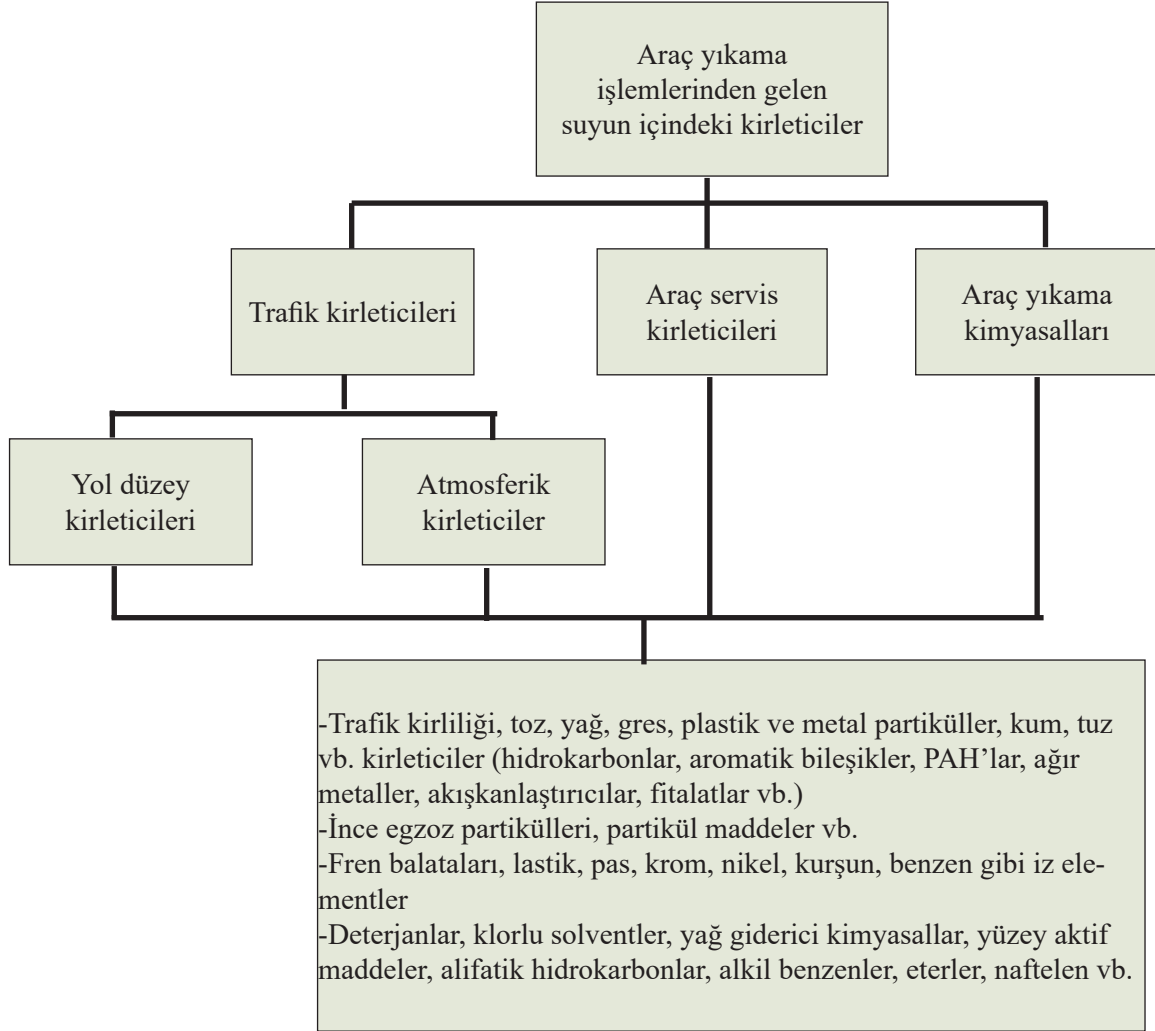 Araç yıkama
işlemlerinden gelen
suyun içindeki kirleticiler
Trafik kirleticileri
Araç servis
kirleticileri
Araç yıkama
kimyasalları
Yol düzey
kirleticileri
Atmosferik
kirleticiler
-Trafik kirliliği, toz, yağ, gres, plastik ve metal partiküller, kum, tuz
vb. kirleticiler (hidrokarbonlar, aromatik bileşikler, PAH’lar, ağır
metaller, akışkanlaştırıcılar, fitalatlar vb.)
-İnce egzoz partikülleri, partikül maddeler vb.
-Fren balataları, lastik, pas, krom, nikel, kurşun, benzen gibi iz ele-
mentler
-Deterjanlar, klorlu solventler, yağ giderici kimyasallar, yüzey aktif
maddeler, alifatik hidrokarbonlar, alkil benzenler, eterler, naftelen vb.